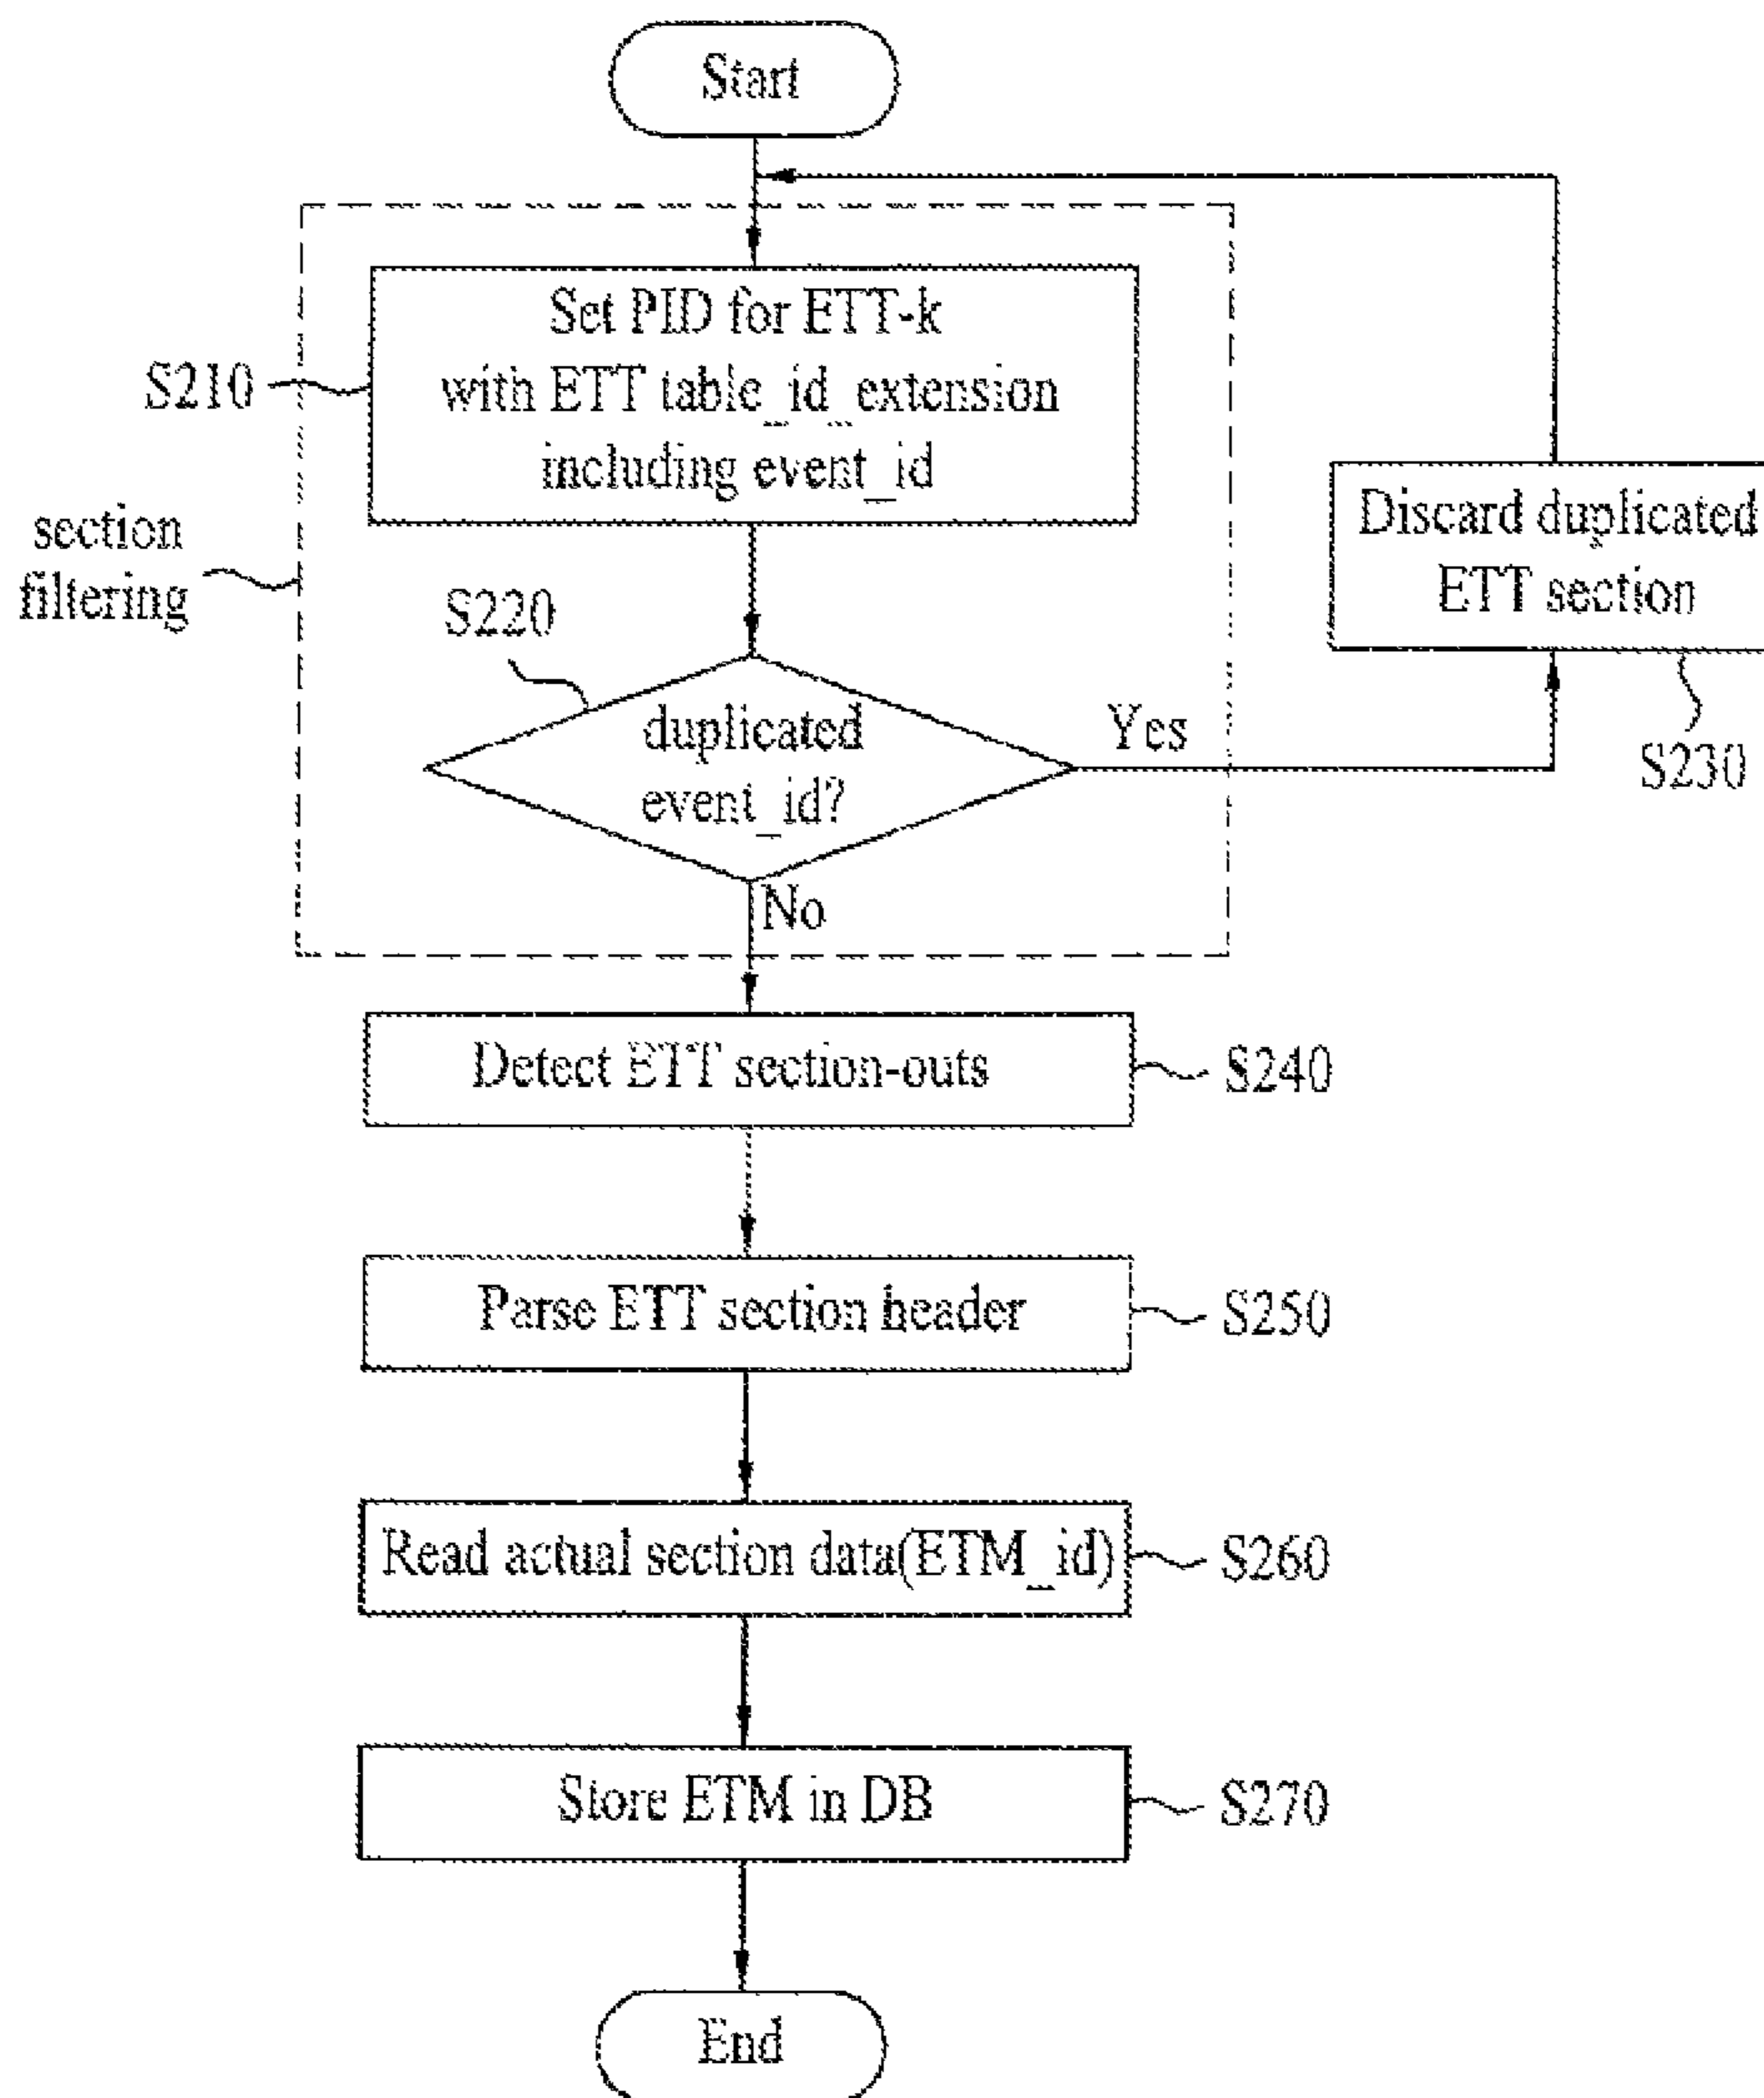 Start
Set PID for ETT-k
with ETT table_id_extension
including event_id
S210
section
filtering
Discard duplicated
ETT section
S220
duplicated
event_id?
Yes
S230
No
Detect ETT section-outs
S240
Parse ETT section header
S250
Read actual section data(ETM_id)
S260
Store ETM in DB
S270
End